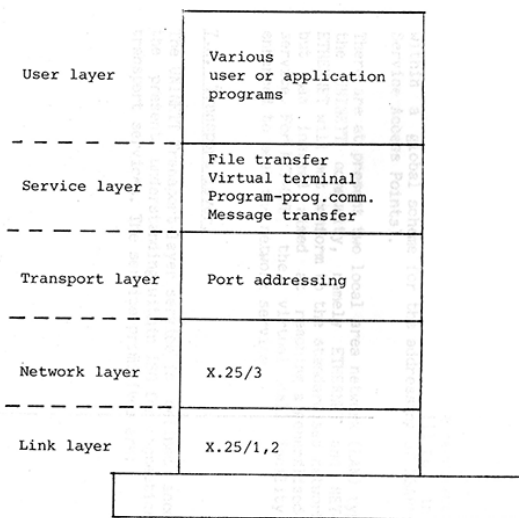 User layer
Various
user or application
programs
Service layer
File transfer
Virtual terminal
Program-prog.comm.
Message transfer
Transport layer
Port addressing
Network layer
X.25/3
Link layer
X.25/1,2